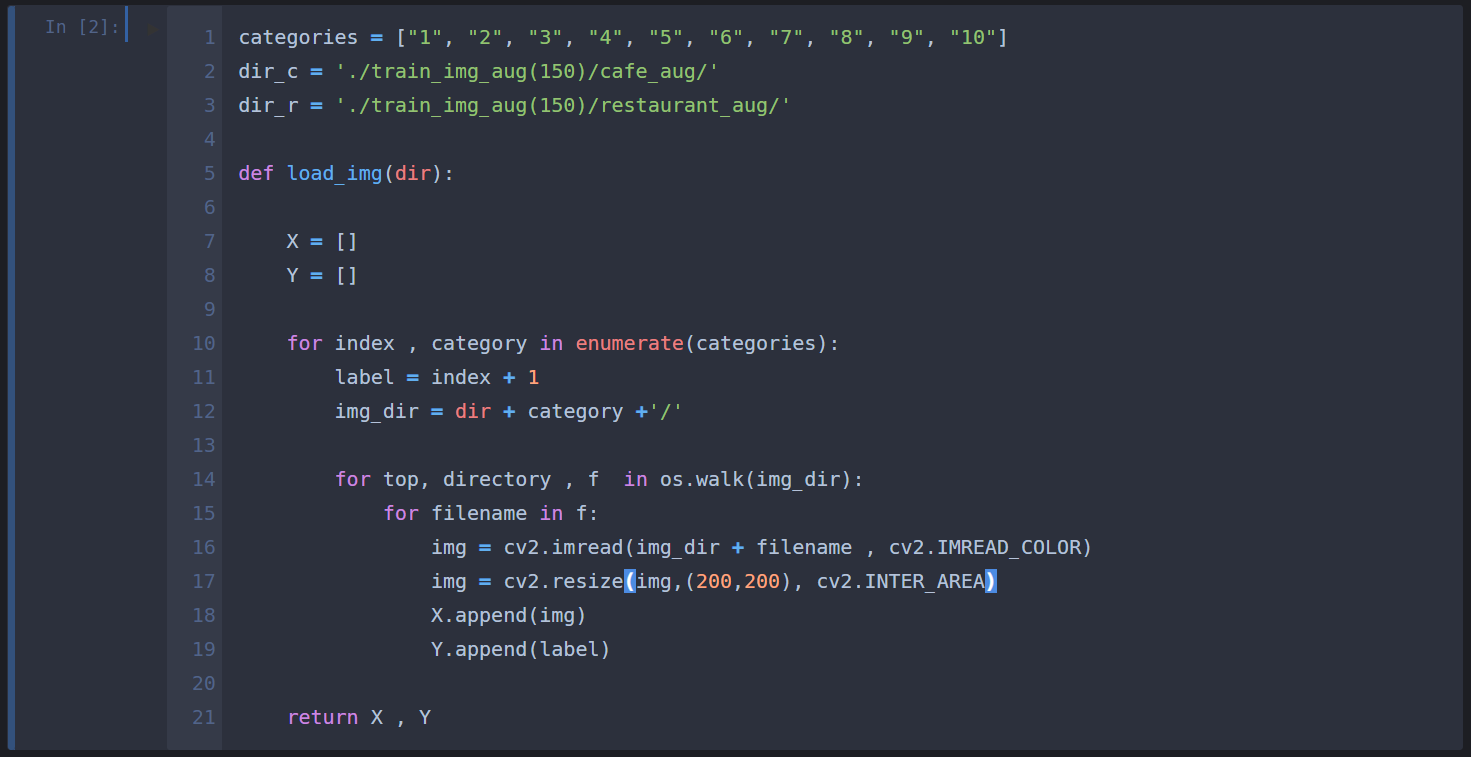 In [2]:
1 categories = ["1", "2", "3", "4", "5", "6", "7", "8", "9", "10"]
2 dir_c = './train_img_aug(150)/cafe_aug/'
3 dir_r = './train_img_aug(150)/restaurant_aug/'
4
5 def load_img(dir):
6
7     X = []
8     Y = []
9
10     for index , category in enumerate(categories):
11         label = index + 1
12         img_dir = dir + category +'/'
13
14         for top, directory , f  in os.walk(img_dir):
15             for filename in f:
16                 img = cv2.imread(img_dir + filename , cv2.IMREAD_COLOR)
17                 img = cv2.resize(img,(200,200), cv2.INTER_AREA)
18                 X.append(img)
19                 Y.append(label)
20
21     return X , Y